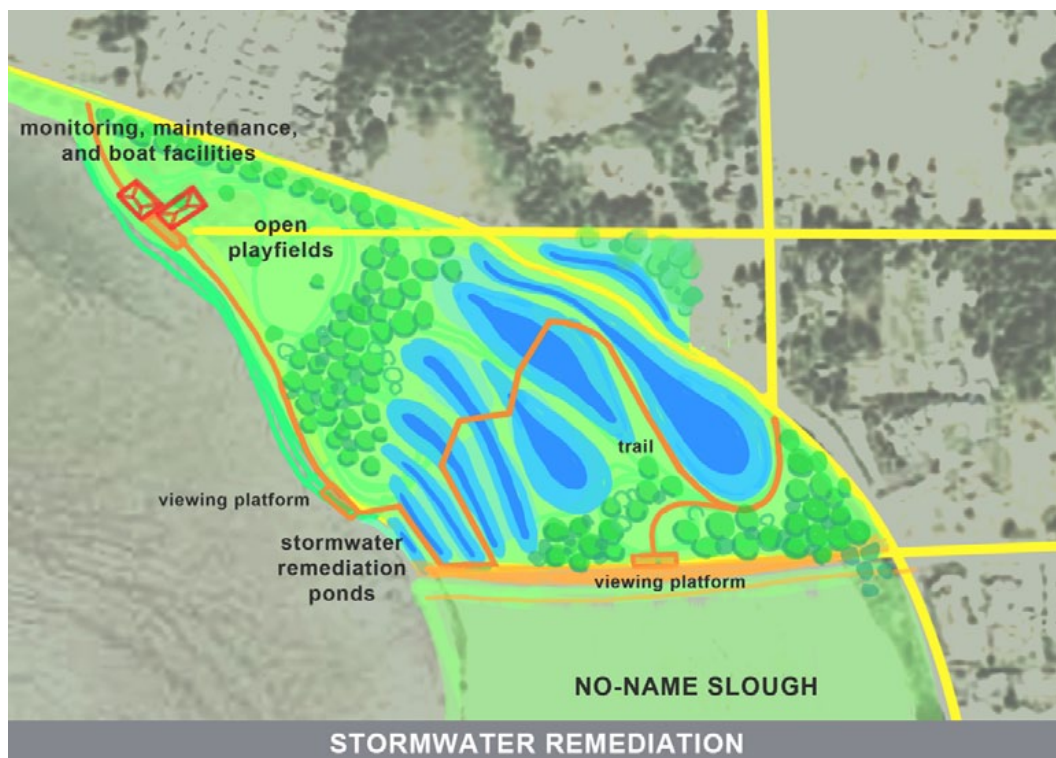 monitoring, maintenance,
and boat facilities
open
playfields
trail
viewing platform
stormwater
remediation
ponds
viewing platform
NO-NAME SLOUGH
STORMWATER REMEDIATION